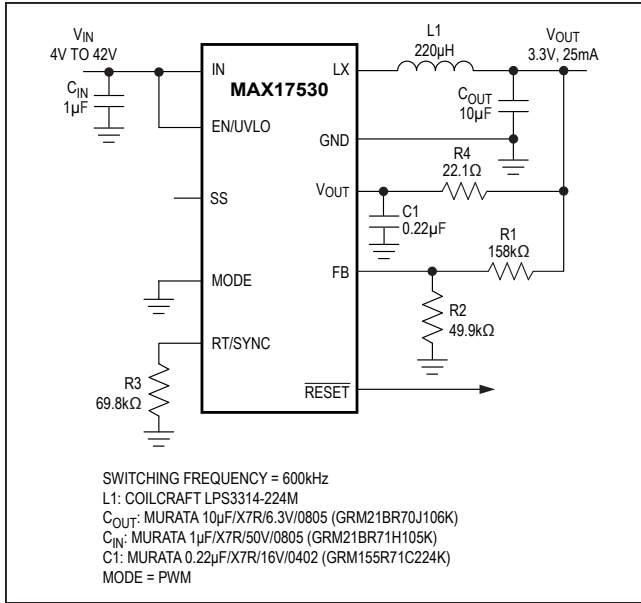 VIN
4V TO 42V
CIN
1µF
IN
MAX17530
LX
L1
220µH
VOUT
3.3V, 25mA
COUT
10µF
EN/UVLO
GND
R4
22.1Ω
SS
VOUT
C1
0.22µF
R1
158kΩ
MODE
FB
R2
49.9kΩ
RT/SYNC
R3
69.8kΩ
RESET
SWITCHING FREQUENCY = 600kHz
L1: COILCRAFT LPS3314-224M
COUT: MURATA 10µF/X7R/6.3V/0805 (GRM21BR70J106K)
CIN: MURATA 1µF/X7R/50V/0805 (GRM21BR71H105K)
C1: MURATA 0.22µF/X7R/16V/0402 (GRM155R71C224K)
MODE = PWM